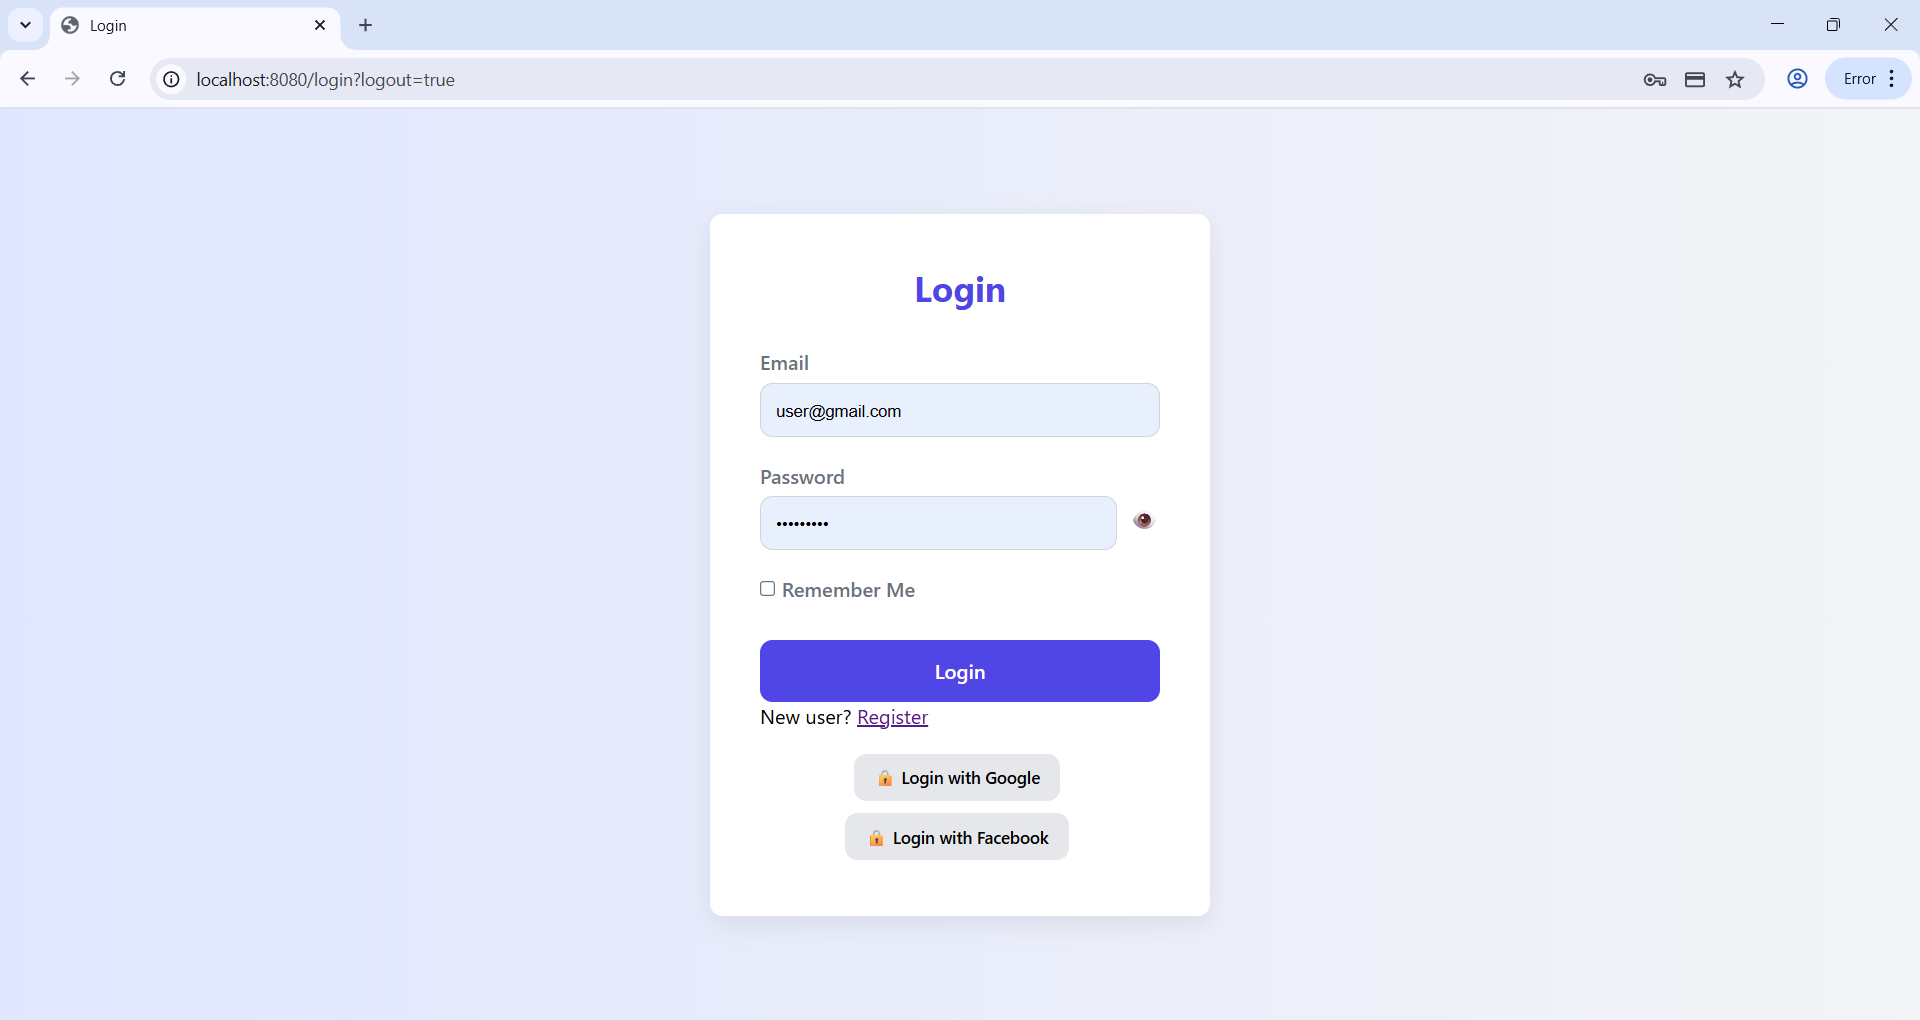 Login
localhost:8080/login?logout=true
Error
Login
Email
user@gmail.com
Password
•••••••••
Remember Me
Login
New user? Register
Login with Google
Login with Facebook